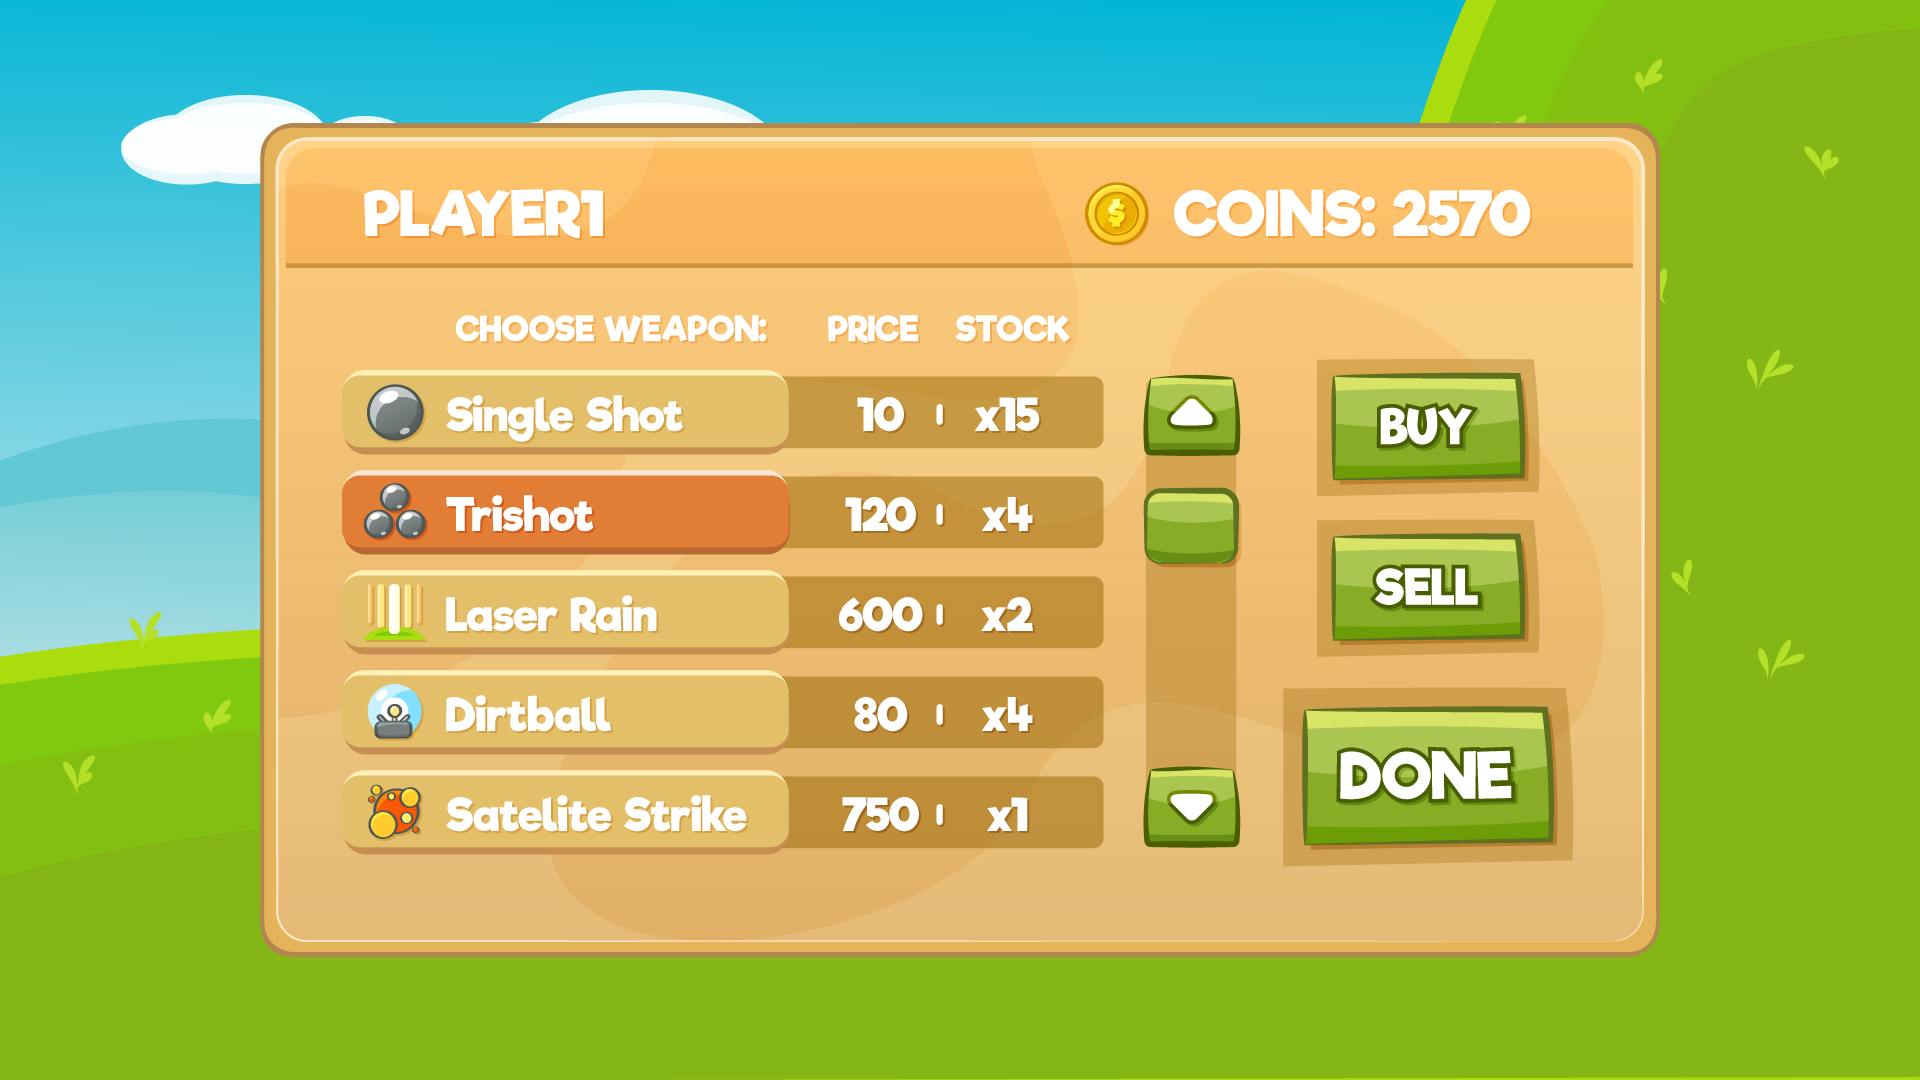 PLAYER1
COINS: 2570
CHOOSE WEAPON: PRICE STOCK
Single Shot 10 x15
Trishot 120 x4
Laser Rain 600 x2
Dirtball 80 x4
Satelite Strike 750 x1
BUY
SELL
DONE